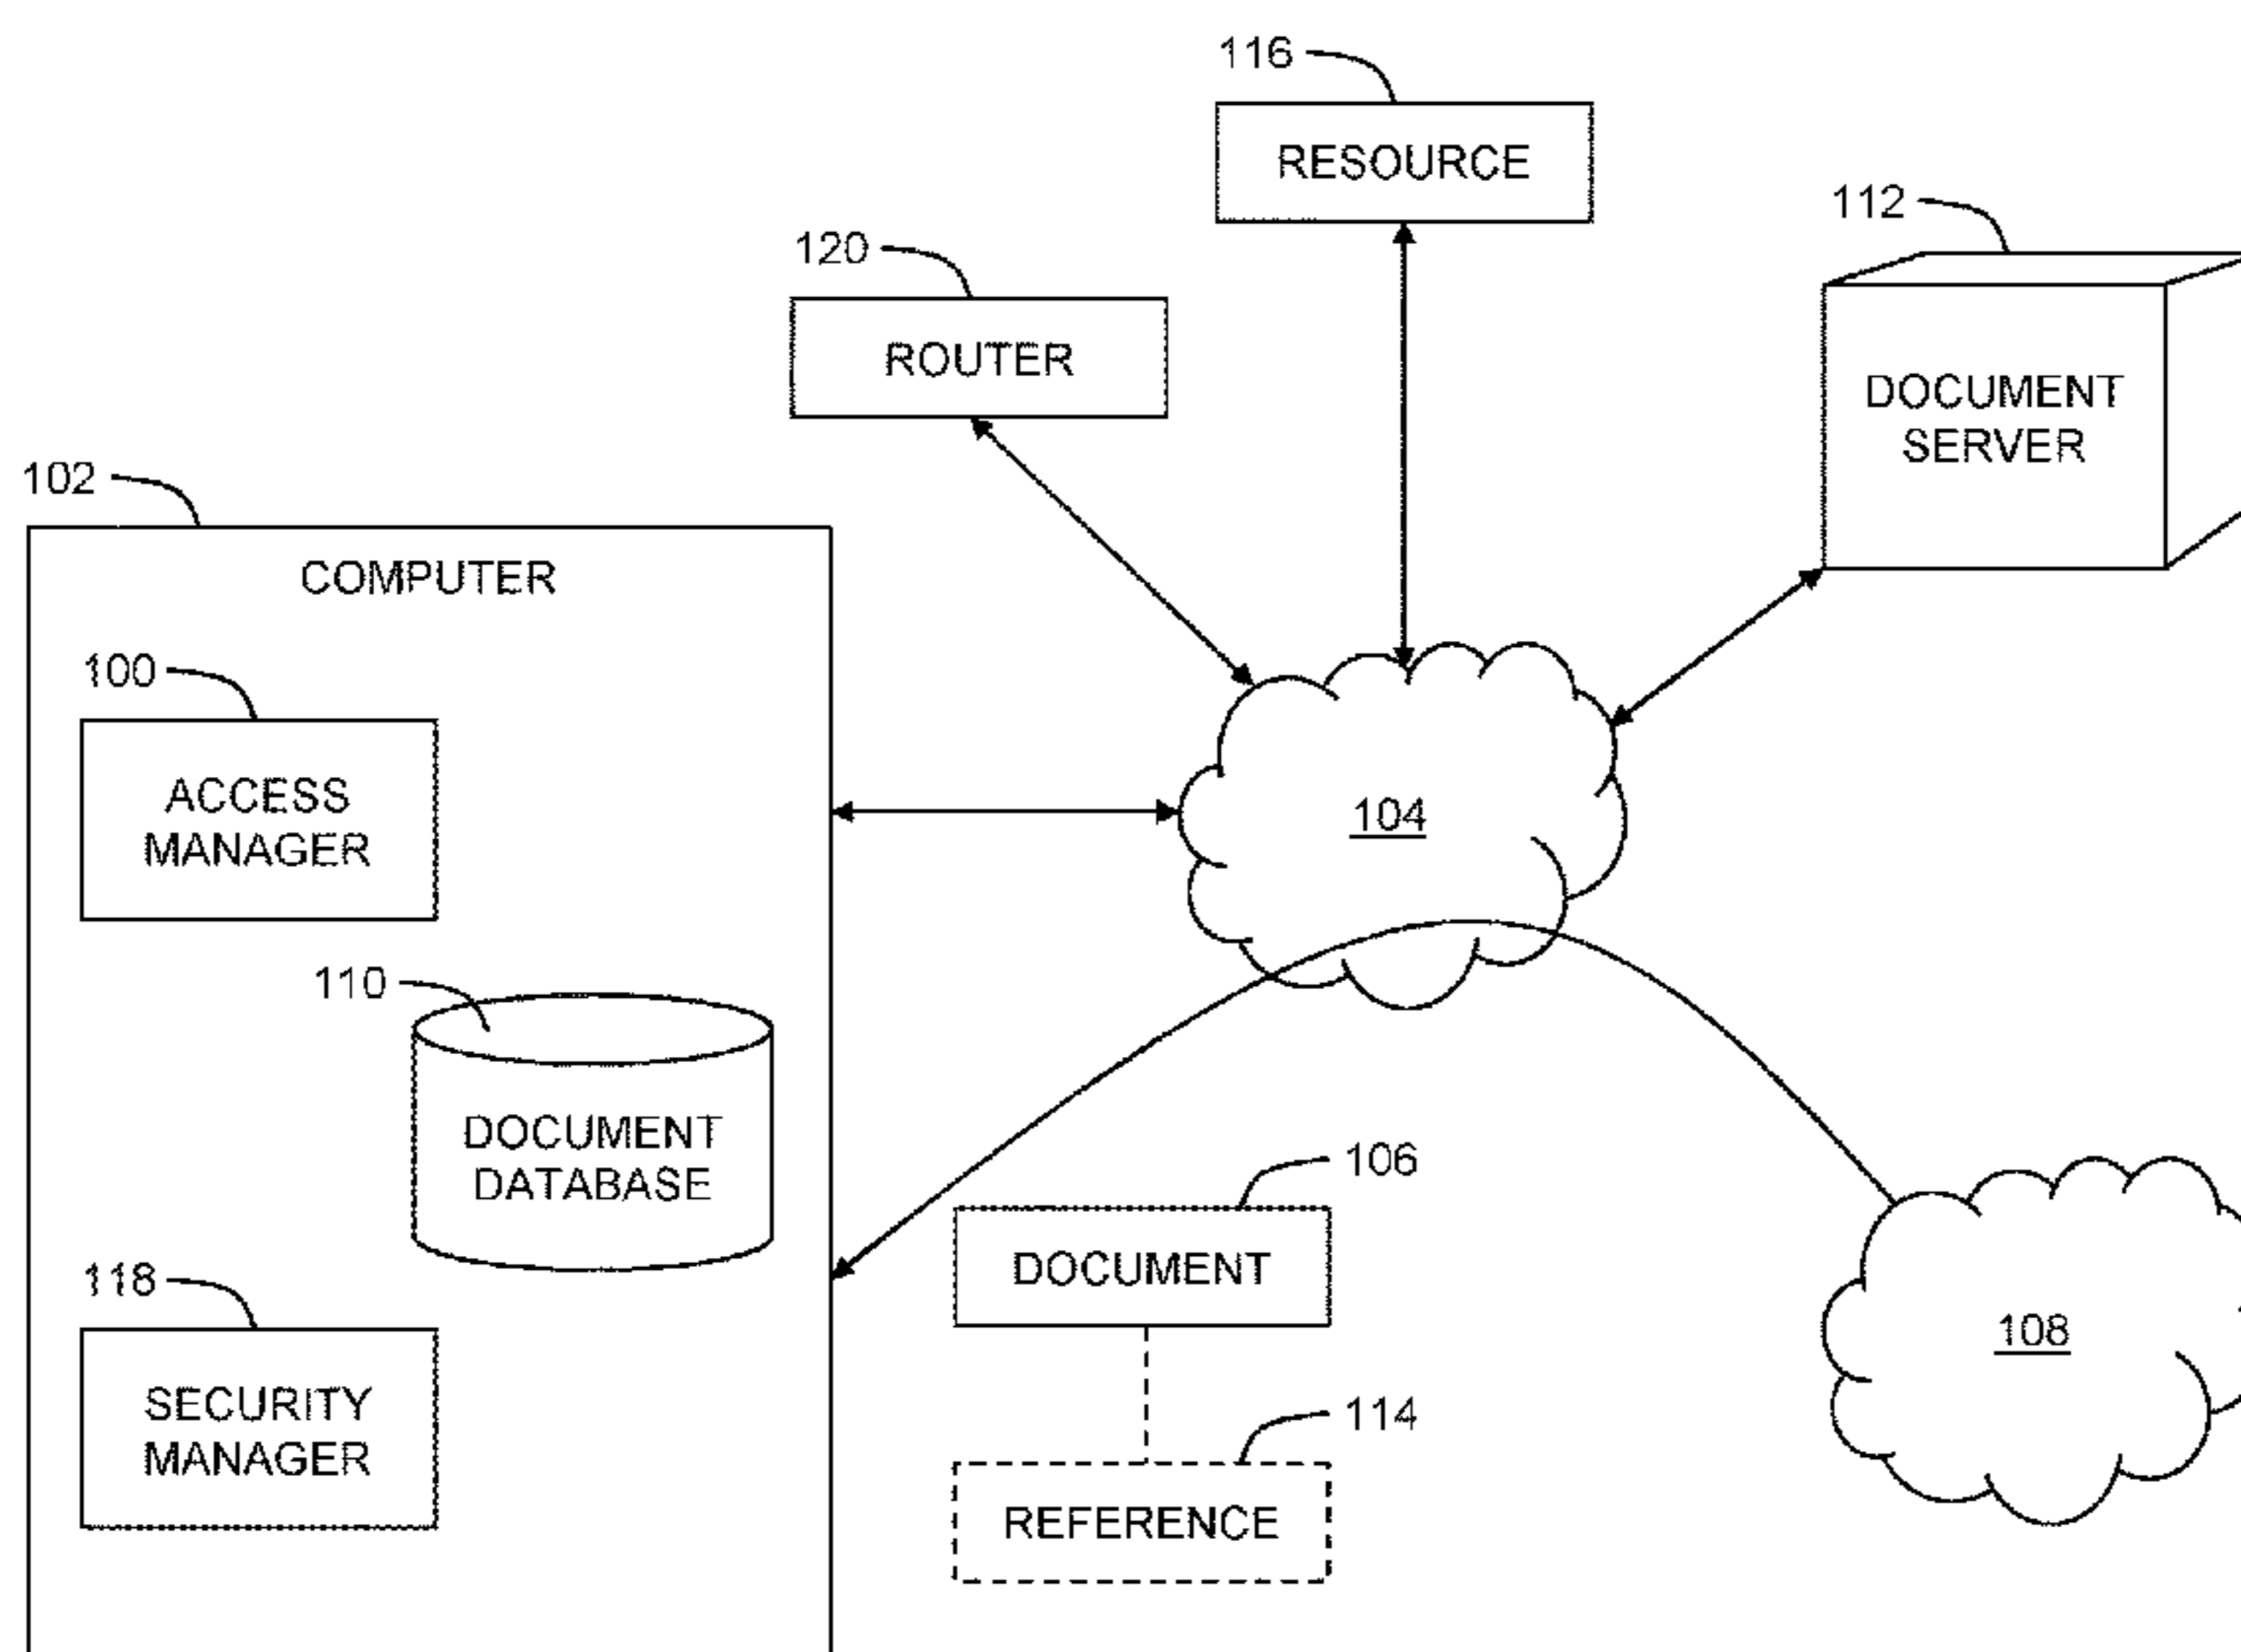 116
RESOURCE
112
DOCUMENT
SERVER
120
ROUTER
102
COMPUTER
100
ACCESS
MANAGER
104
110
DOCUMENT
DATABASE
106
DOCUMENT
118
SECURITY
MANAGER
114
REFERENCE
108